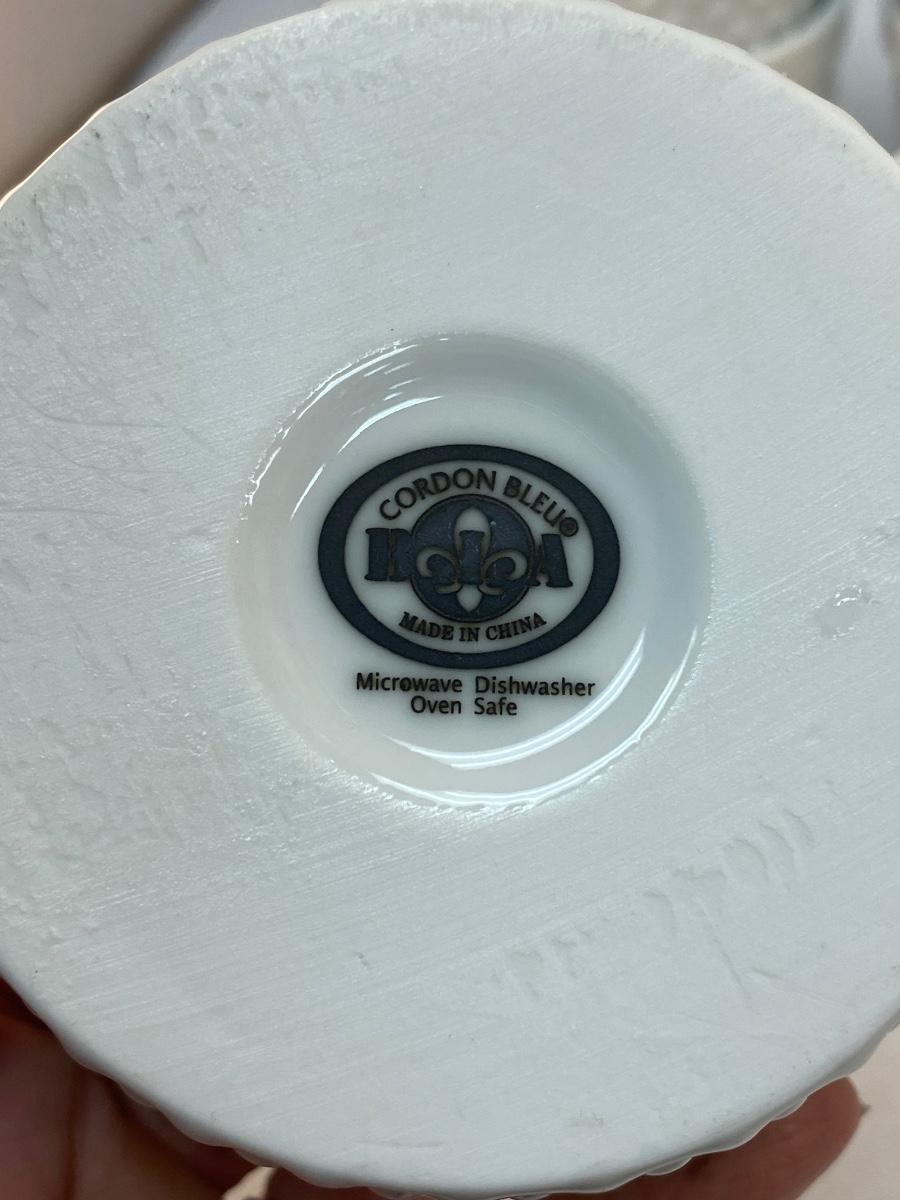 CORDON BLEU®
BIA
MADE IN CHINA
Microwave Dishwasher
Oven Safe